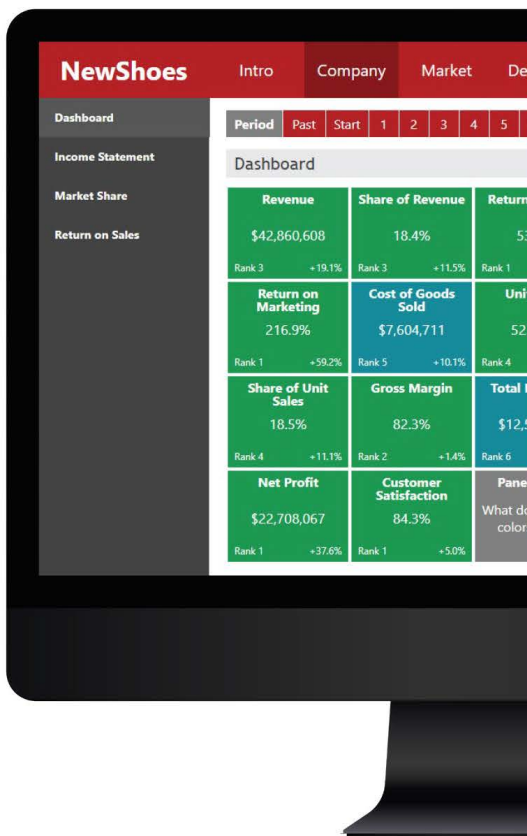 NewShoes
Intro Company Market
Dashboard
Income Statement
Market Share
Return on Sales
Period Past Start 1 2 3 4 5
Dashboard
Revenue
$42,860,608
Rank 3 +19.1%
Share of Revenue
18.4%
Rank 3 +11.5%
Return
Rank 1
Return on
Marketing
216.9%
Rank 1 +59.2%
Cost of Goods
Sold
$7,604,711
Rank 5 +10.1%
Rank 4
Share of Unit
Sales
18.5%
Rank 4 +11.1%
Gross Margin
82.3%
Rank 2 +1.4%
Total
Rank 6
Net Profit
$22,708,067
Rank 1 +37.6%
Customer
Satisfaction
84.3%
Rank 1 +5.0%
What